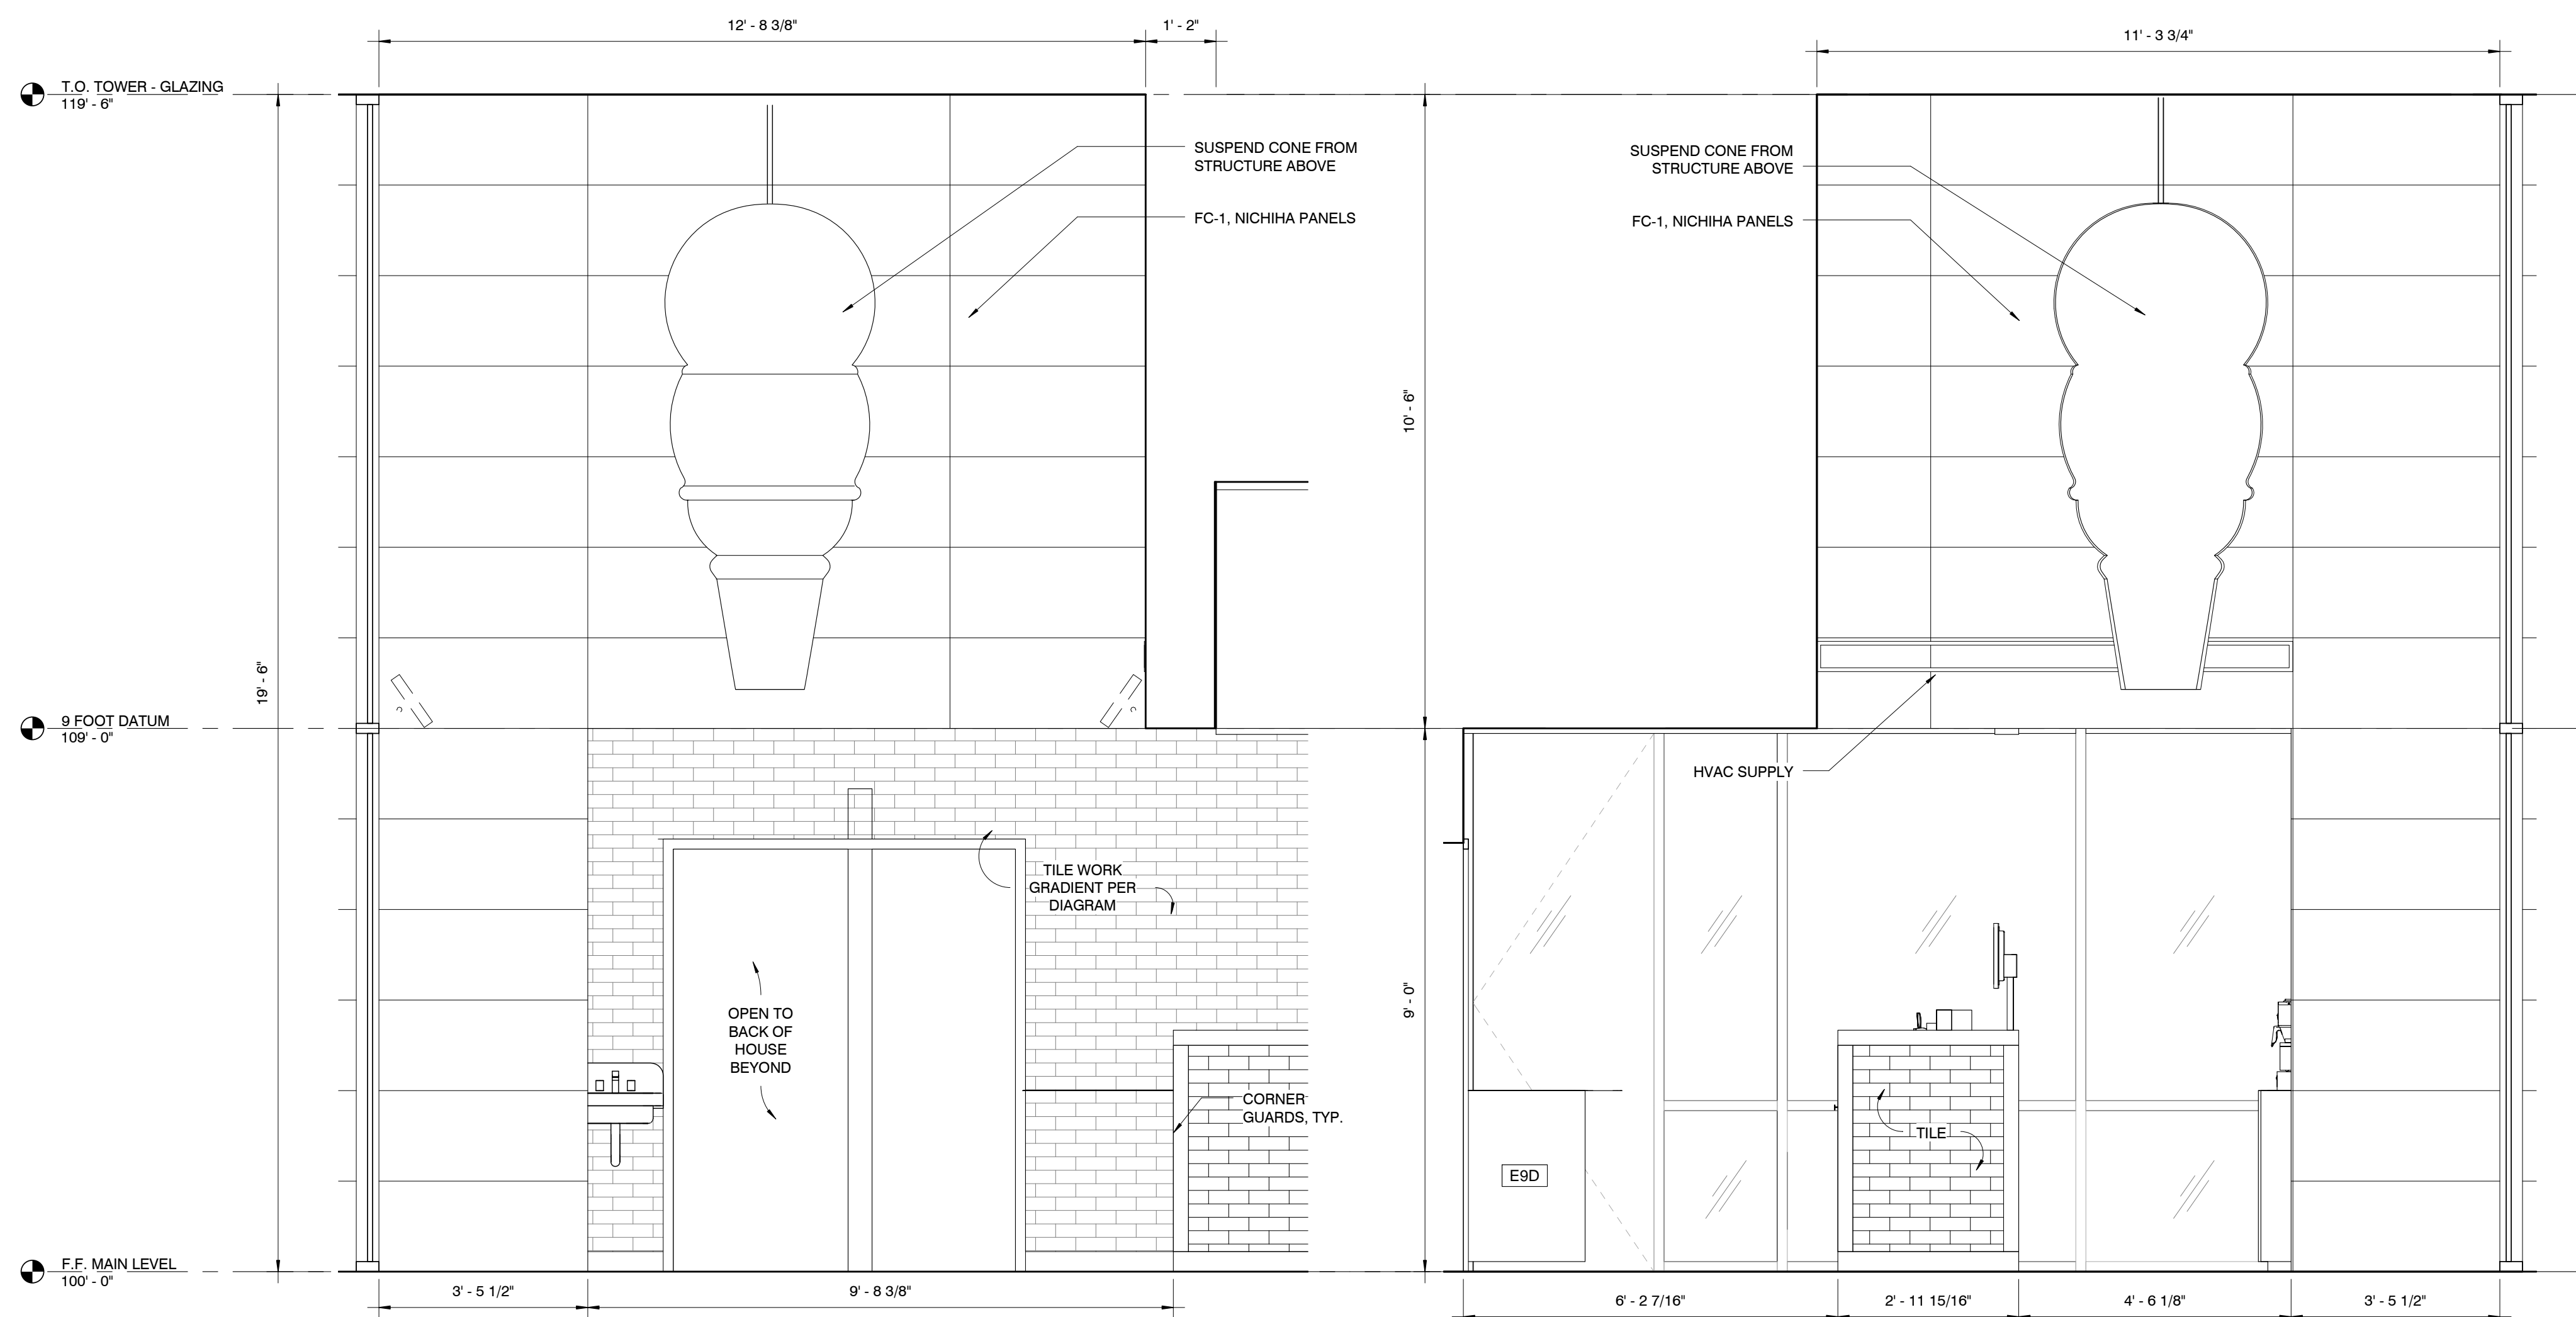 12' - 8 3/8"
1' - 2"
11' - 3 3/4"
T.O. TOWER - GLAZING
119' - 6"
SUSPEND CONE FROM
STRUCTURE ABOVE
FC-1, NICHIHA PANELS
SUSPEND CONE FROM
STRUCTURE ABOVE
FC-1, NICHIHA PANELS
10' - 6"
19' - 6"
9 FOOT DATUM
109' - 0"
HVAC SUPPLY
TILE WORK
GRADIENT PER
DIAGRAM
9' - 0"
OPEN TO
BACK OF
HOUSE
BEYOND
CORNER
GUARDS, TYP.
TILE
E9D
F.F. MAIN LEVEL
100' - 0"
3' - 5 1/2"
9' - 8 3/8"
6' - 2 7/16"
2' - 11 15/16"
4' - 6 1/8"
3' - 5 1/2"